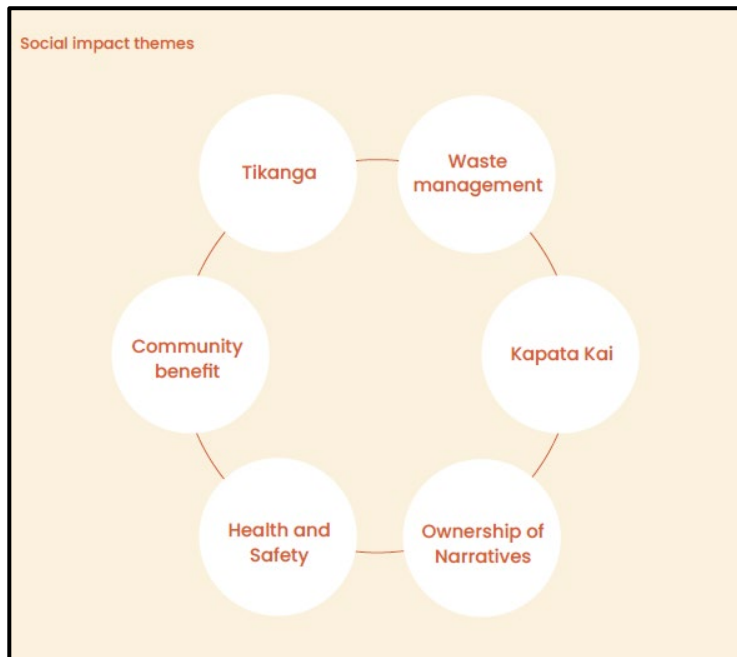 Social impact themes
Tikanga
Waste
management
Kapata Kai
Ownership of
Narratives
Health and
Safety
Community
benefit